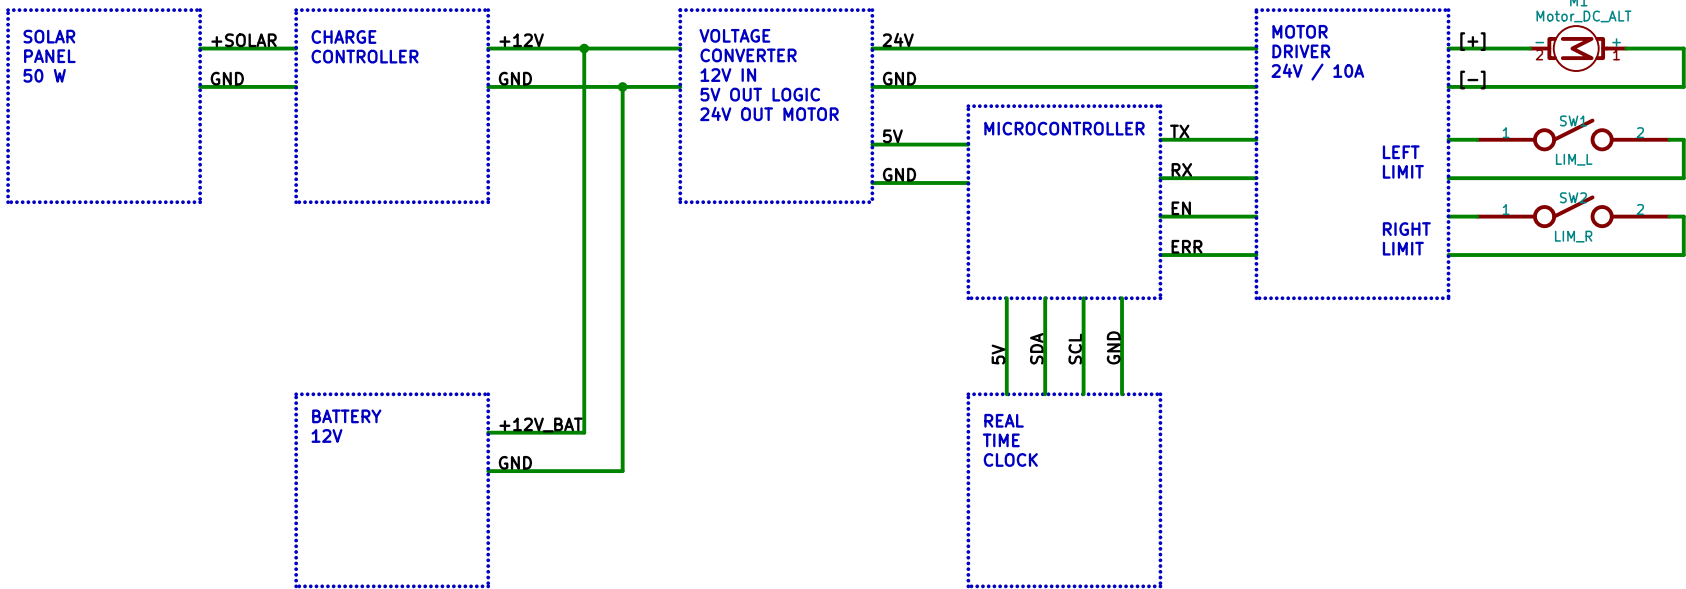 SOLAR
PANEL
50 W
+SOLAR
GND
CHARGE
CONTROLLER
+12V
GND
VOLTAGE
CONVERTER
12V IN
5V OUT LOGIC
24V OUT MOTOR
24V
GND
5V
GND
MICROCONTROLLER
TX
RX
EN
ERR
MOTOR
DRIVER
24V / 10A
LEFT
LIMIT
RIGHT
LIMIT
[+]
[-]
M1
Motor_DC_ALT
- +
2 1
SW1
1 2
LIM_L
SW2
1 2
LIM_R
5V
SDA
SCL
GND
BATTERY
12V
+12V_BAT
GND
REAL
TIME
CLOCK